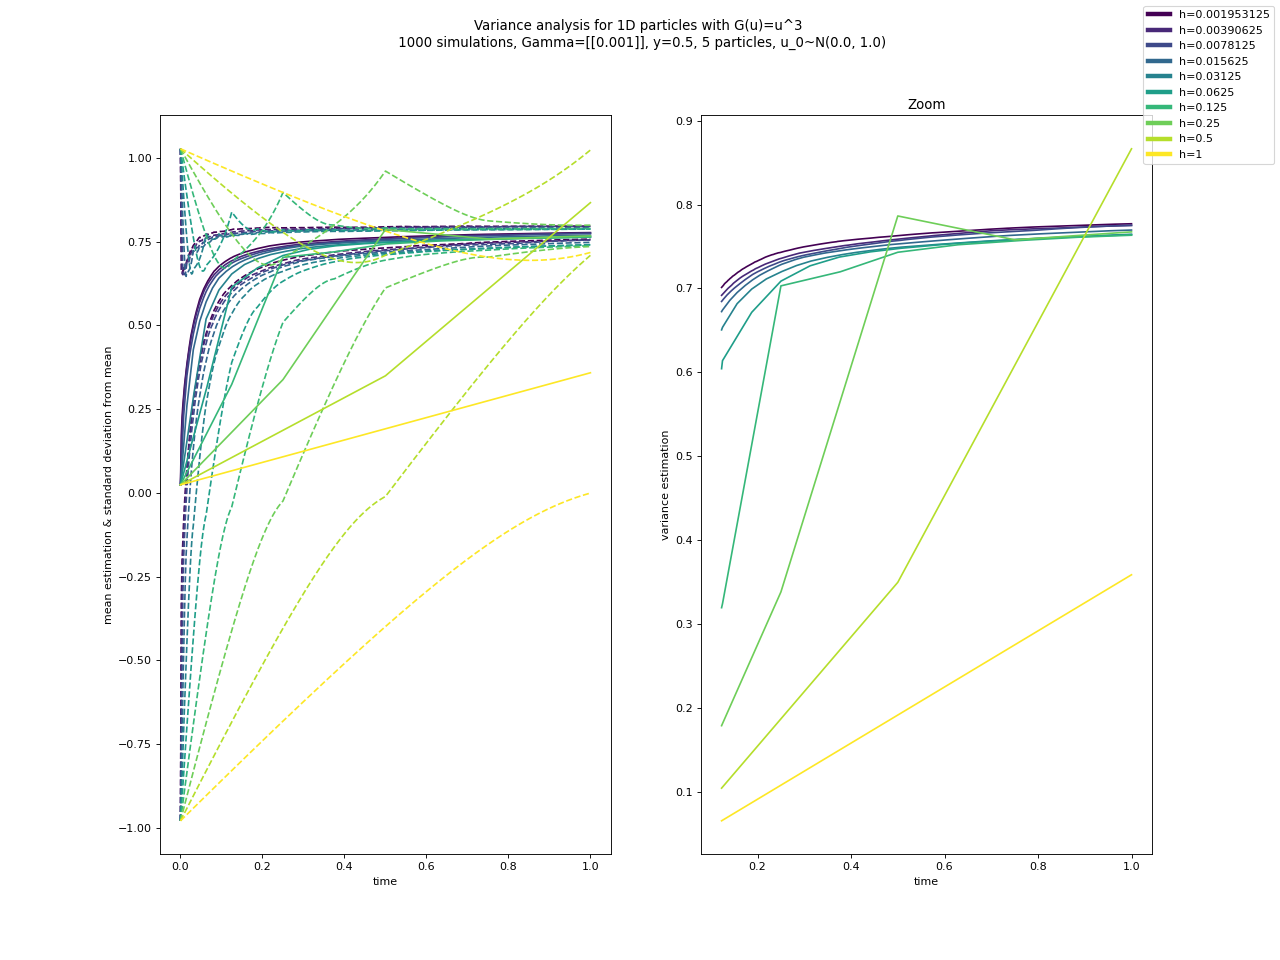 Variance analysis for 1D particles with G(u)=u^3
1000 simulations, Gamma=[[0.001]], y=0.5, 5 particles, u_0~N(0.0, 1.0)
h=0.001953125
h=0.00390625
h=0.0078125
h=0.015625
h=0.03125
h=0.0625
h=0.125
h=0.25
h=0.5
h=1
mean estimation & standard deviation from mean
1.00
0.75
0.50
0.25
0.00
−0.25
−0.50
−0.75
−1.00
0.0 0.2 0.4 0.6 0.8 1.0
time
Zoom
variance estimation
0.9
0.8
0.7
0.6
0.5
0.4
0.3
0.2
0.1
0.2 0.4 0.6 0.8 1.0
time